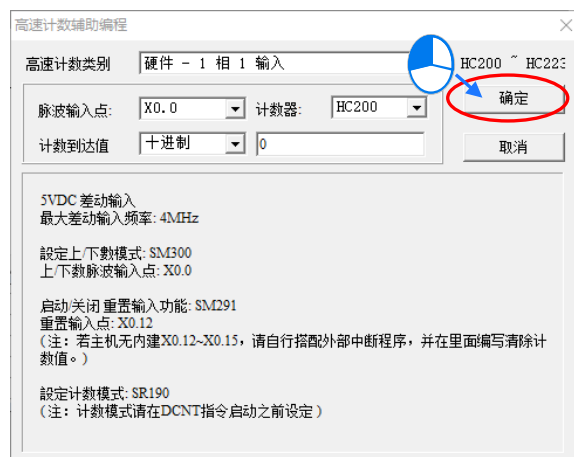 高速计数辅助编程
高速计数类别 硬件 - 1 相 1 输入 HC200 ~ HC223
脉波输入点: X0.0 计数器: HC200 确定
计数到达值 十进制 0 取消
5VDC 差动输入
最大差动输入频率: 4MHz
設定上/下數模式: SM300
上/下数脉波输入点: X0.0
启动/关闭 重置输入功能: SM291
重置输入点: X0.12
(注：若主机无内建X0.12~X0.15，请自行搭配外部中断程序，并在里面编写清除计
数值。)
設定计数模式: SR190
(注：计数模式请在DCNT指令启动之前设定)